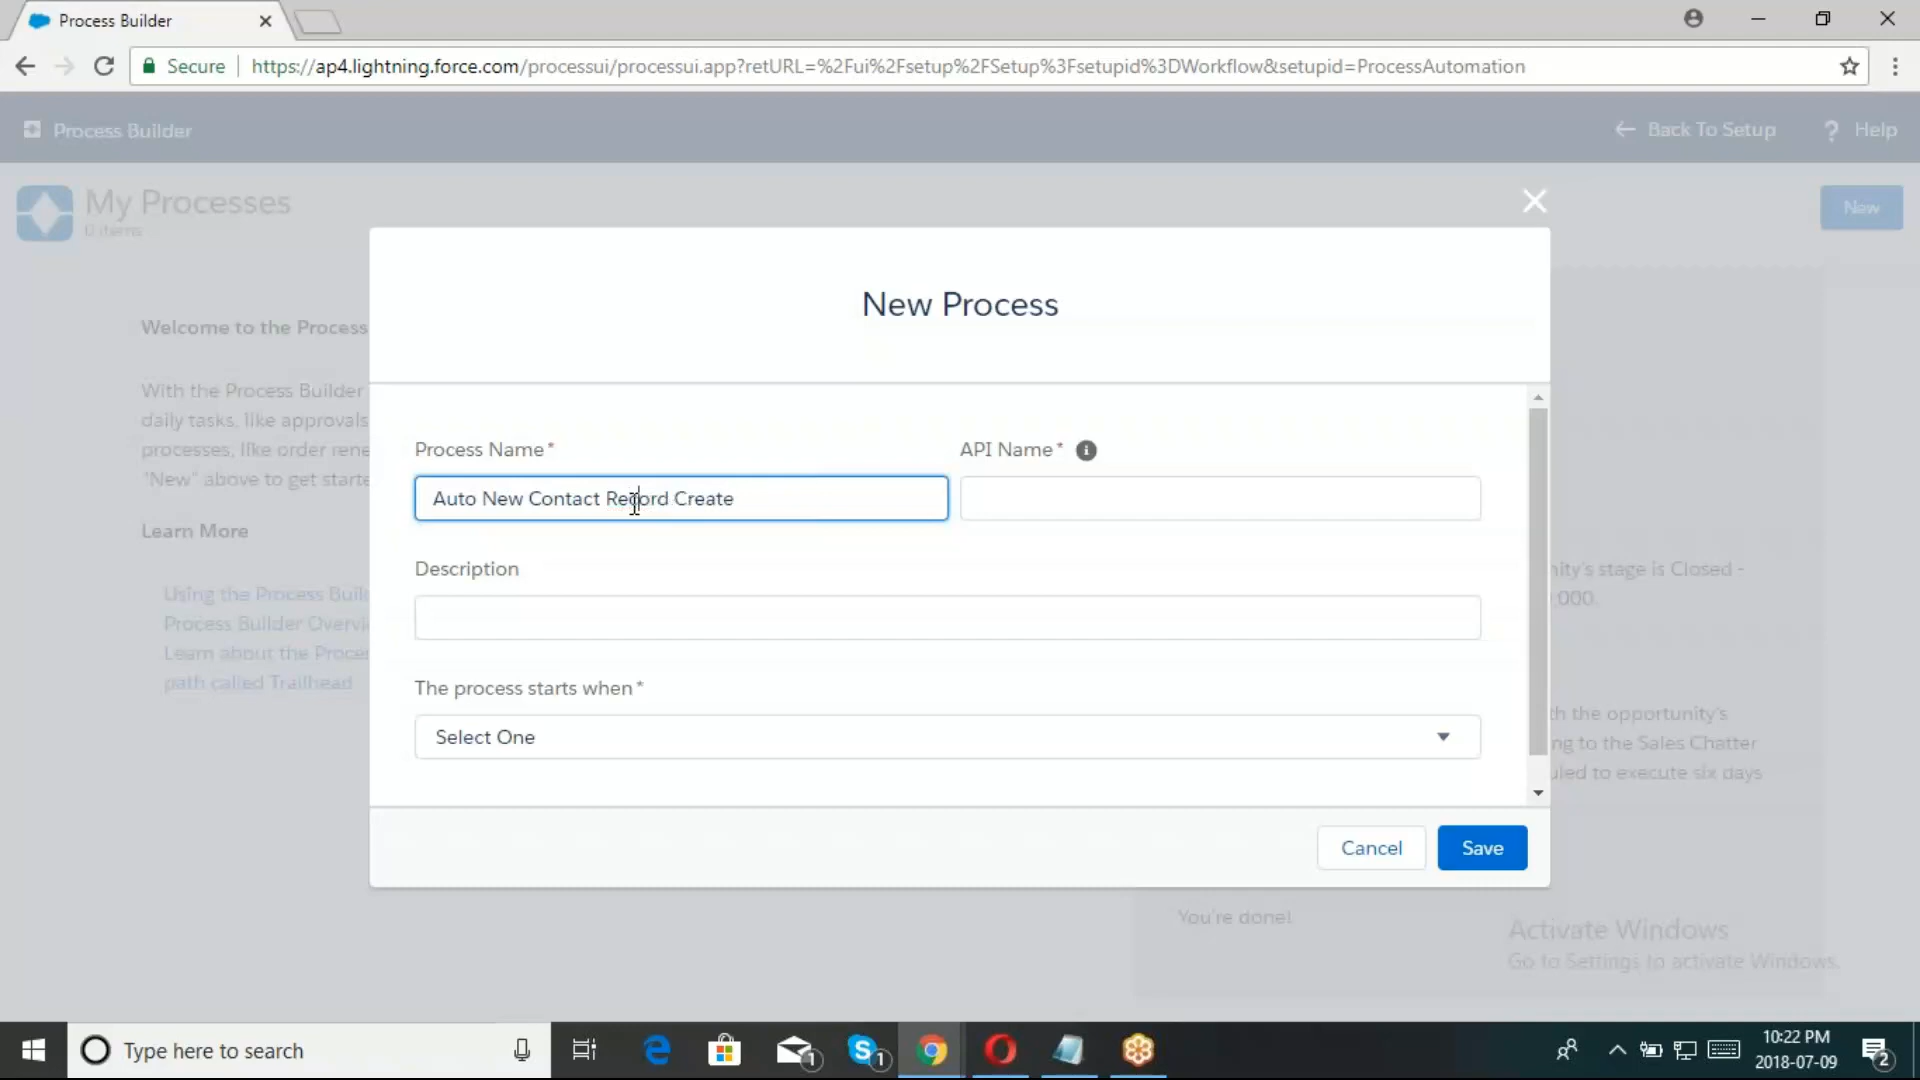 Process Builder
Secure
https://ap4.lightning.force.com/processui/processui.app?retURL=%2Fui%2Fsetup%2FSetup%3Fsetupid%3DWorkflow&setupid=ProcessAutomation
Process Builder
Back To Setup
? Help
My Processes
0 items
New
New Process
Welcome to the Process
With the Process Builder
daily tasks, like approvals
processes, like order rene
"New" above to get starte
Learn More
Using the Process Buil
Process Builder Overvi
Learn about the Proce
path called Trailhead
Process Name*
API Name*
Auto New Contact Record Create
Description
The process starts when*
Select One
Cancel
Save
nity's stage is Closed -
,000.
th the opportunity's
ng to the Sales Chatter
uled to execute six days
You're done!
Activate Windows
Go to Settings to activate Windows.
Type here to search
1
1
10:22 PM
2018-07-09
2